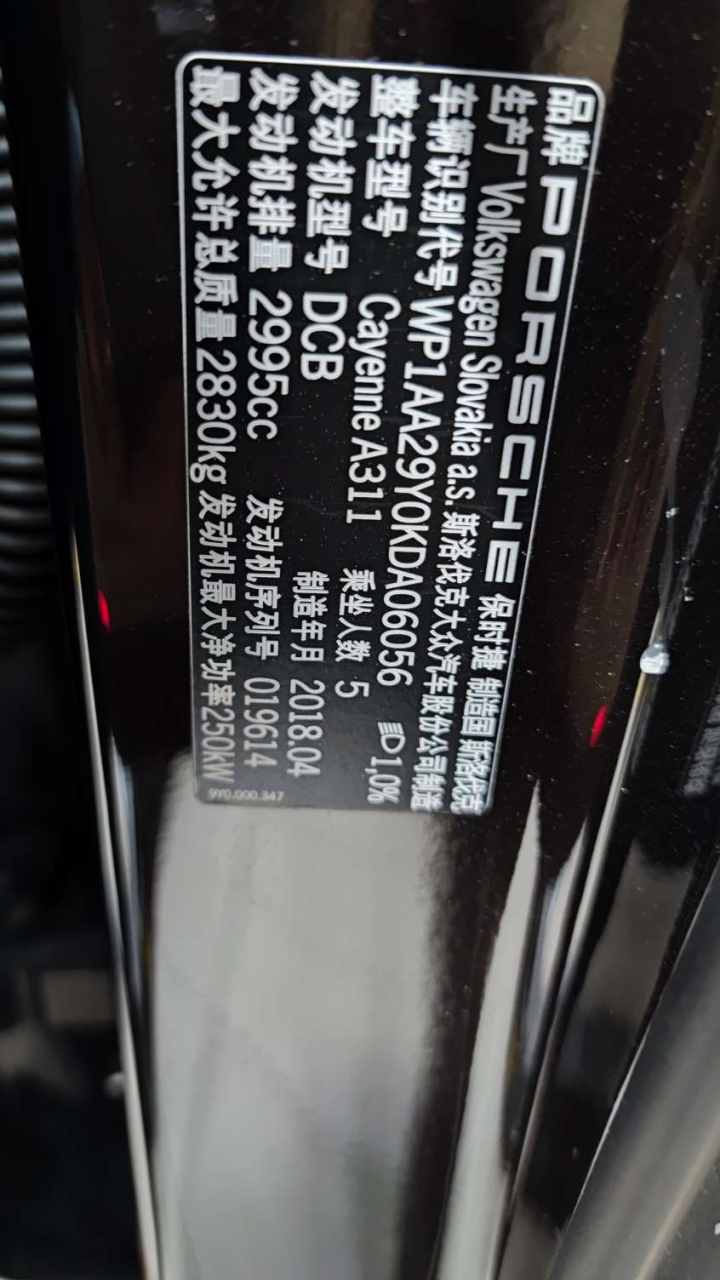 品牌 PORSCHE 保时捷 制造国 斯洛伐克
生产厂 Volkswagen Slovakia a.s. 斯洛伐克大众汽车股份公司制造
车辆识别代号 WP1AA29Y0KDA06056
整车型号 Cayenne A311 乘坐人数 5 1,0%
发动机型号 DCB 制造年月 2018.04
发动机排量 2995cc 发动机序列号 019614
最大允许总质量 2830kg 发动机最大净功率250kW
9Y0.000.347